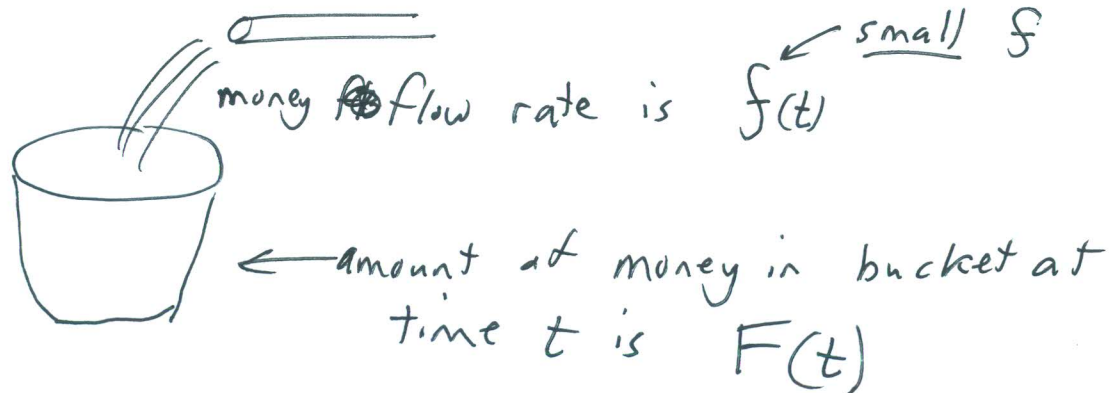 small f
money flow rate is f(t)
amount of money in bucket at
time t is F(t)